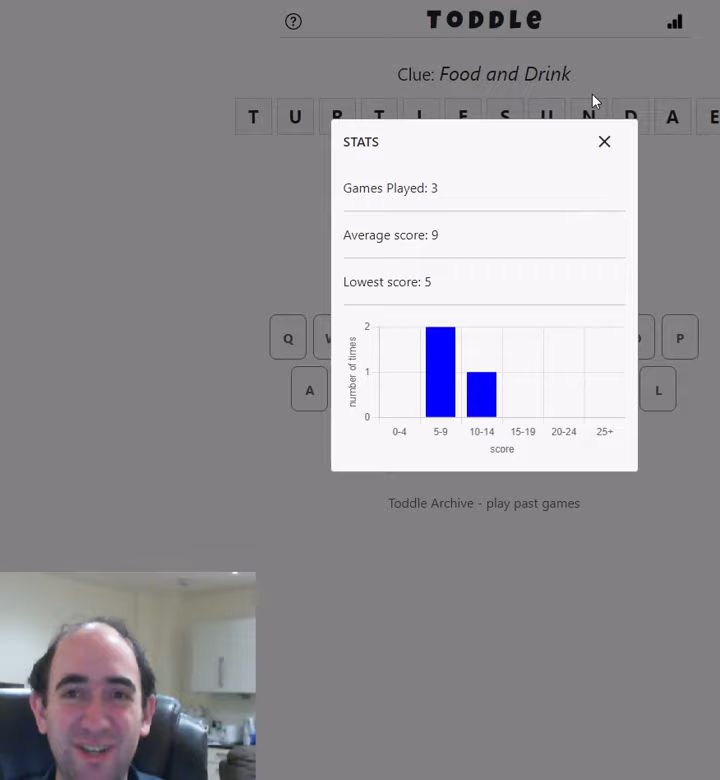 TODDLe
Clue: Food and Drink
T U R T L E S U N D A E
STATS
Games Played: 3
Average score: 9
Lowest score: 5
number of times
2
1
0
0-4 5-9 10-14 15-19 20-24 25+
score
Q P
A L
Toddle Archive - play past games